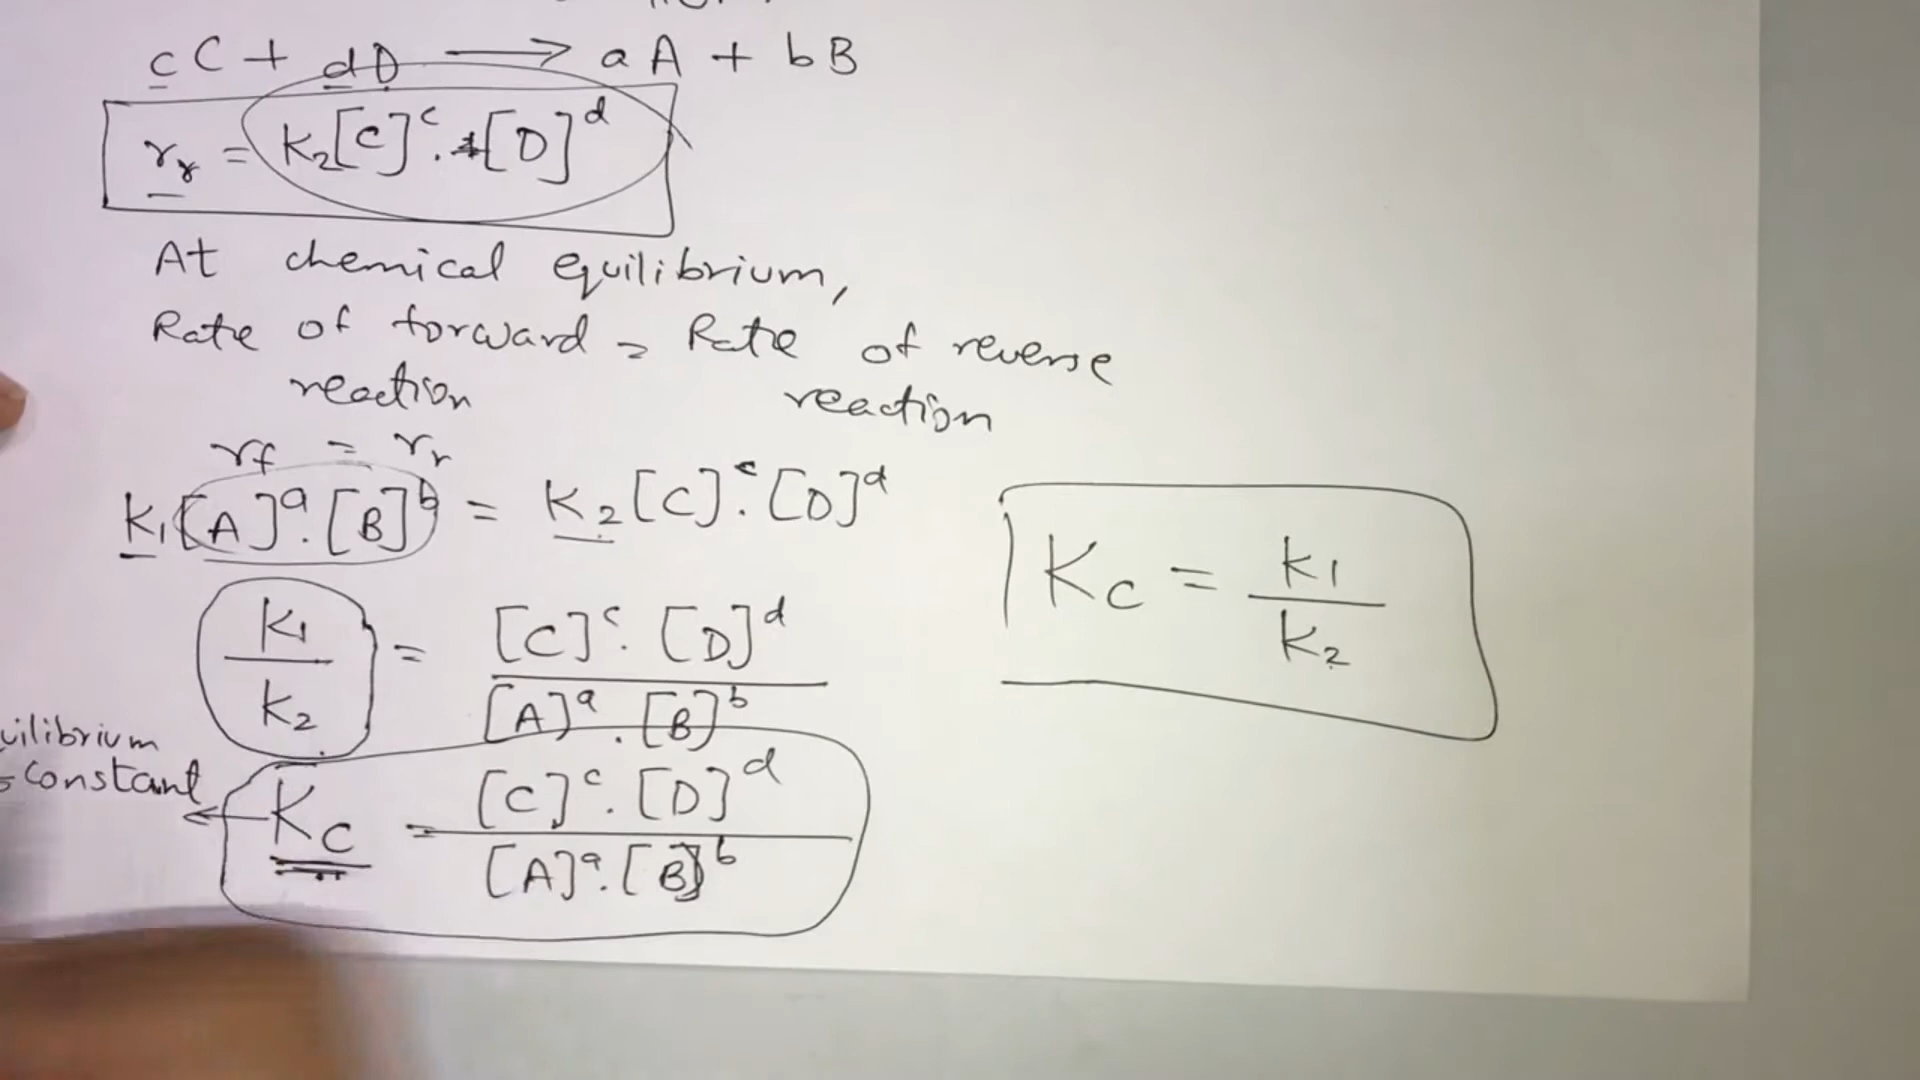 cC + dD ⟶ aA + bB
r_r = K₂[C]^c · [D]^d
At chemical equilibrium,
Rate of forward = Rate of reverse
reaction reaction
r_f = r_r
K₁[A]^a · [B]^b = K₂[C]^c · [D]^d
K₁/K₂ = [C]^c · [D]^d / [A]^a · [B]^b
K_C = K₁/K₂
constant
K_C = [C]^c · [D]^d / [A]^a · [B]^b